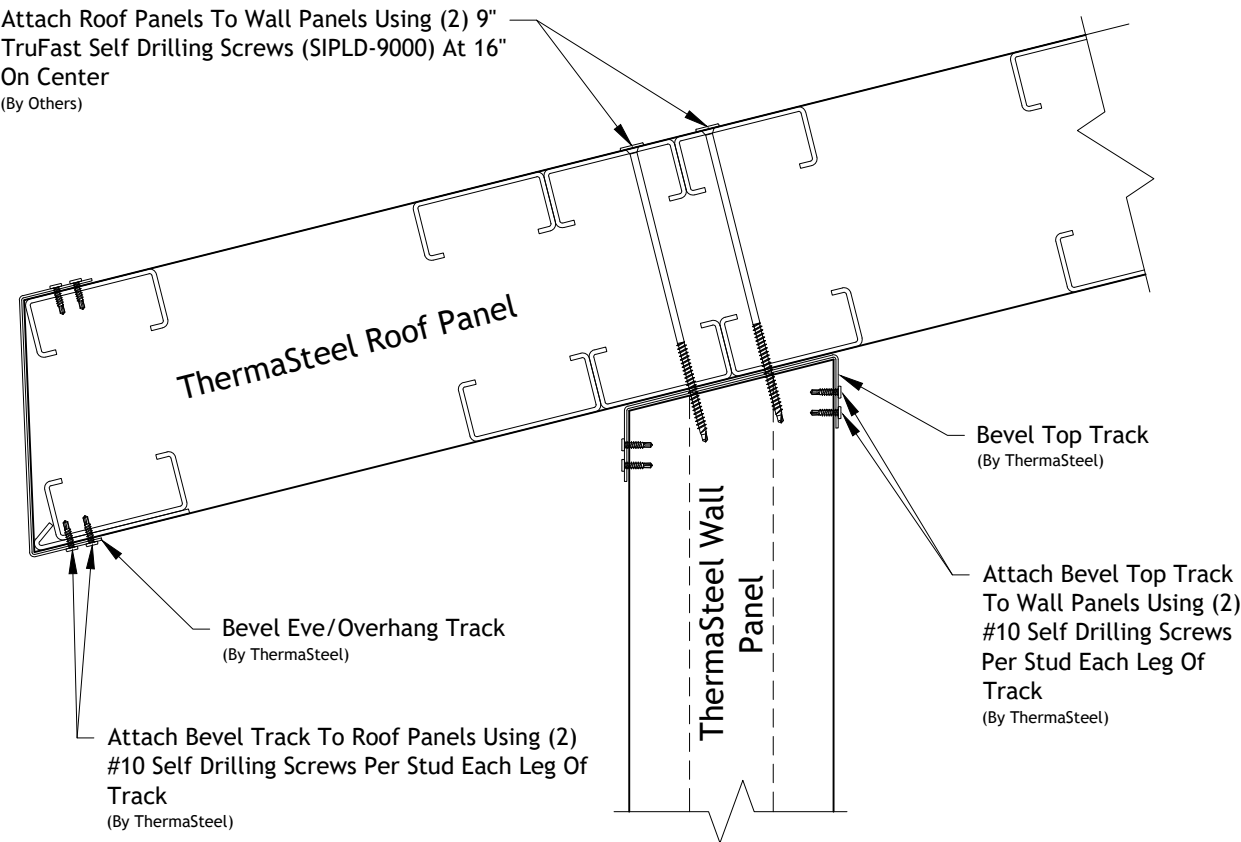 Attach Roof Panels To Wall Panels Using (2) 9"
TruFast Self Drilling Screws (SIPLD-9000) At 16"
On Center
(By Others)
ThermaSteel Roof Panel
Bevel Top Track
(By ThermaSteel)
ThermaSteel Wall
Panel
Attach Bevel Top Track
To Wall Panels Using (2)
#10 Self Drilling Screws
Per Stud Each Leg Of
Track
(By ThermaSteel)
Bevel Eve/Overhang Track
(By ThermaSteel)
Attach Bevel Track To Roof Panels Using (2)
#10 Self Drilling Screws Per Stud Each Leg Of
Track
(By ThermaSteel)